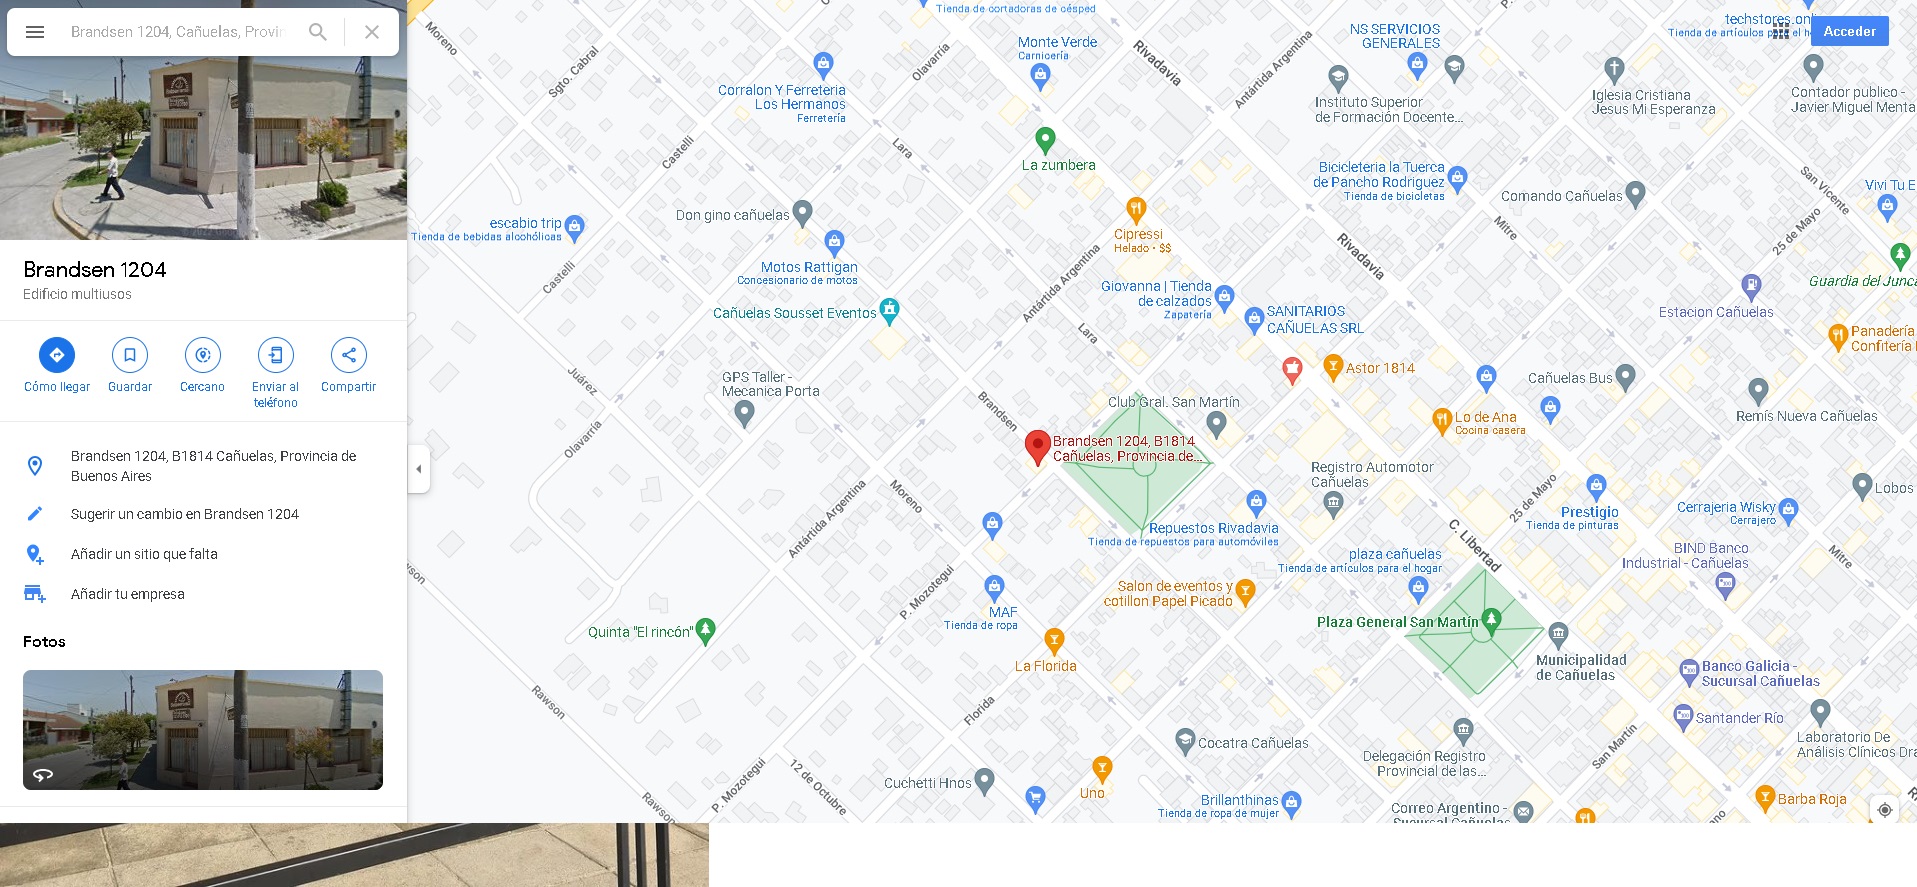 Brandsen 1204, Cañuelas, Provin
Brandsen 1204
Edificio multiusos
Cómo llegar
Guardar
Cercano
Enviar al
teléfono
Compartir
Brandsen 1204, B1814 Cañuelas, Provincia de
Buenos Aires
Sugerir un cambio en Brandsen 1204
Añadir un sitio que falta
Añadir tu empresa
Fotos
Acceder
Tienda de cortadoras de césped
techstores.onl
Tienda de artículos para el h
Moreno
Sgto. Cabral
Olavarría
Monte Verde
Carnicería
Rivadavia
Antártida Argentina
NS SERVICIOS
GENERALES
Corralon Y Ferreteria
Los Hermanos
Ferretería
Instituto Superior
de Formación Docente...
Iglesia Cristiana
Jesus Mi Esperanza
Contador publico -
Javier Miguel Menta
Castelli
Lara
La zumbera
Bicicleteria la Tuerca
de Pancho Rodriguez
Tienda de bicicletas
Comando Cañuelas
San Vicente
Vivi Tu E
escabio trip
Tienda de bebidas alcohólicas
Don gino cañuelas
Cipressi
Helado • $$
Rivadavia
Mitre
25 de Mayo
Castelli
Motos Rattigan
Concesionario de motos
Antártida Argentina
Giovanna | Tienda
de calzados
Zapatería
Guardia del Junca
Cañuelas Sousset Eventos
Lara
SANITARIOS
CAÑUELAS SRL
Estacion Cañuelas
Panadería
Confitería
Juárez
GPS Taller -
Mecanica Porta
Astor 1814
Cañuelas Bus
Brandsen
Club Gral. San Martín
Lo de Ana
Cocina casera
Remis Nueva Cañuelas
Olavarría
Brandsen 1204, B1814
Cañuelas, Provincia de...
Registro Automotor
Cañuelas
Moreno
Antártida Argentina
25 de Mayo
Lobos
Repuestos Rivadavia
Tienda de repuestos para automóviles
C. Libertad
Prestigio
Tienda de pinturas
Cerrajeria Wisky
Cerrajero
Mitre
plaza cañuelas
Tienda de artículos para el hogar
BIND Banco
Industrial - Cañuelas
wson
P. Mozotegui
MAF
Tienda de ropa
Salon de eventos y
cotillon Papel Picado
Quinta "El rincón"
Plaza General San Martín
La Florida
Municipalidad
de Cañuelas
Banco Galicia -
Sucursal Cañuelas
Rawson
Florida
Santander Río
Cocatra Cañuelas
Delegación Registro
Provincial de las...
San Martín
Laboratorio De
Análisis Clínicos Dra
Rawson
P. Mozotegui
12 de Octubre
Cuchetti Hnos
Uno
Brillanthinas
Tienda de ropa de mujer
Correo Argentino -
Sucursal Cañuelas
Barba Roja